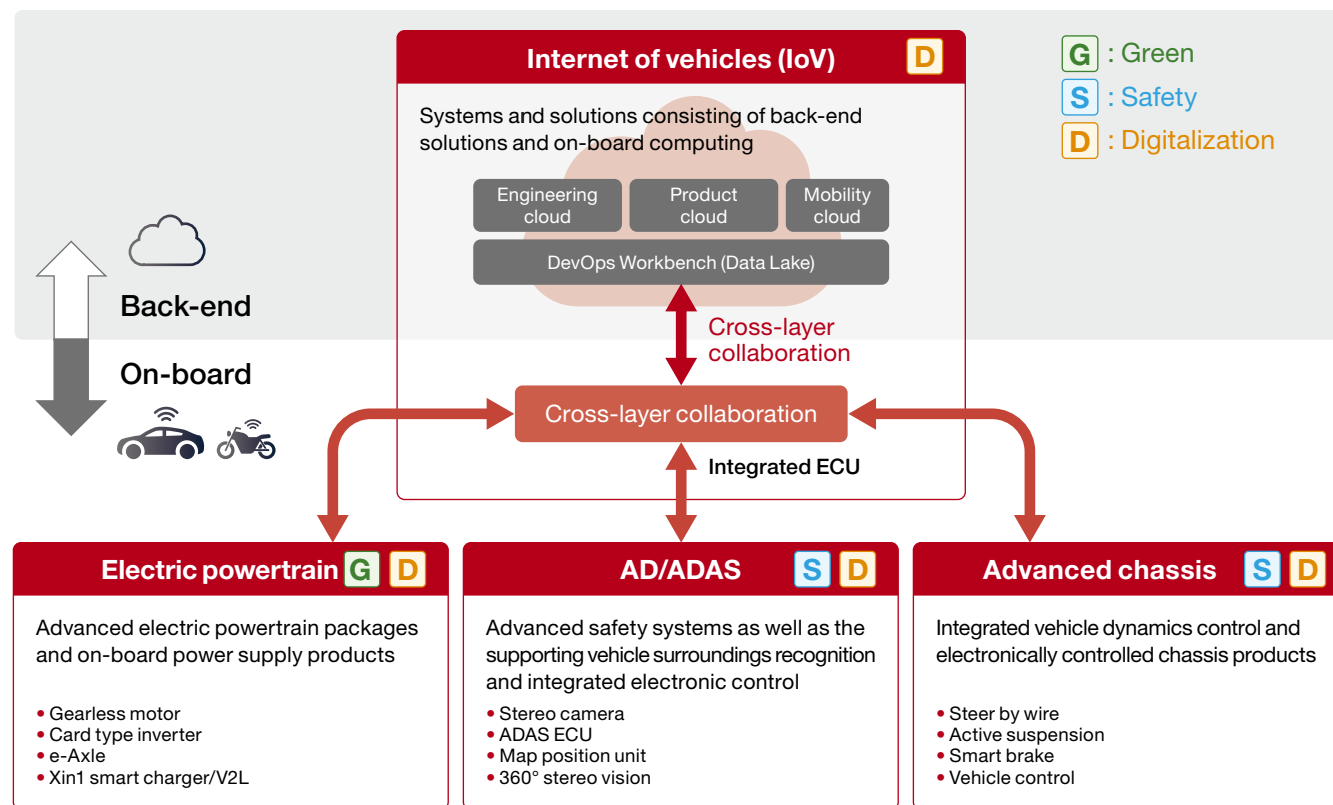 Internet of vehicles (IoV)
D
G : Green
S : Safety
D : Digitalization
Systems and solutions consisting of back-end
solutions and on-board computing
Engineering
cloud
Product
cloud
Mobility
cloud
DevOps Workbench (Data Lake)
Back-end
On-board
Cross-layer
collaboration
Cross-layer collaboration
Integrated ECU
Electric powertrain G D
Advanced electric powertrain packages
and on-board power supply products
• Gearless motor
• Card type inverter
• e-Axle
• Xin1 smart charger/V2L
AD/ADAS S D
Advanced safety systems as well as the
supporting vehicle surroundings recognition
and integrated electronic control
• Stereo camera
• ADAS ECU
• Map position unit
• 360° stereo vision
Advanced chassis S D
Integrated vehicle dynamics control and
electronically controlled chassis products
• Steer by wire
• Active suspension
• Smart brake
• Vehicle control